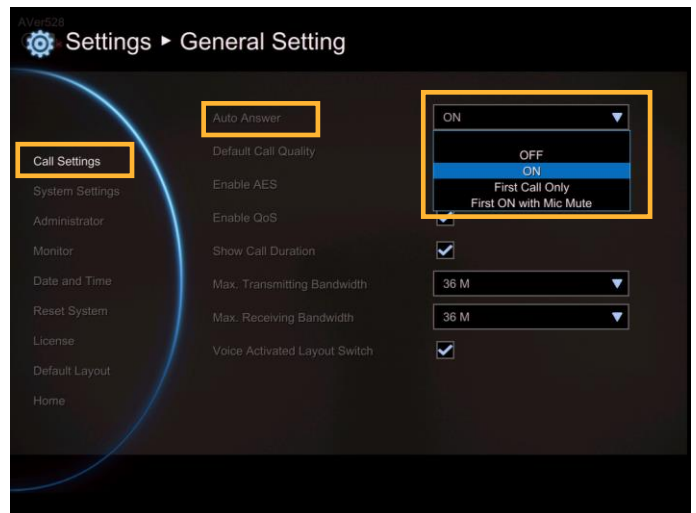 AVer528
Settings ► General Setting
Call Settings
System Settings
Administrator
Monitor
Date and Time
Reset System
License
Default Layout
Home
Auto Answer
ON
OFF
ON
First Call Only
First ON with Mic Mute
Default Call Quality
Enable AES
Enable QoS
Show Call Duration
Max. Transmitting Bandwidth
36 M
Max. Receiving Bandwidth
36 M
Voice Activated Layout Switch